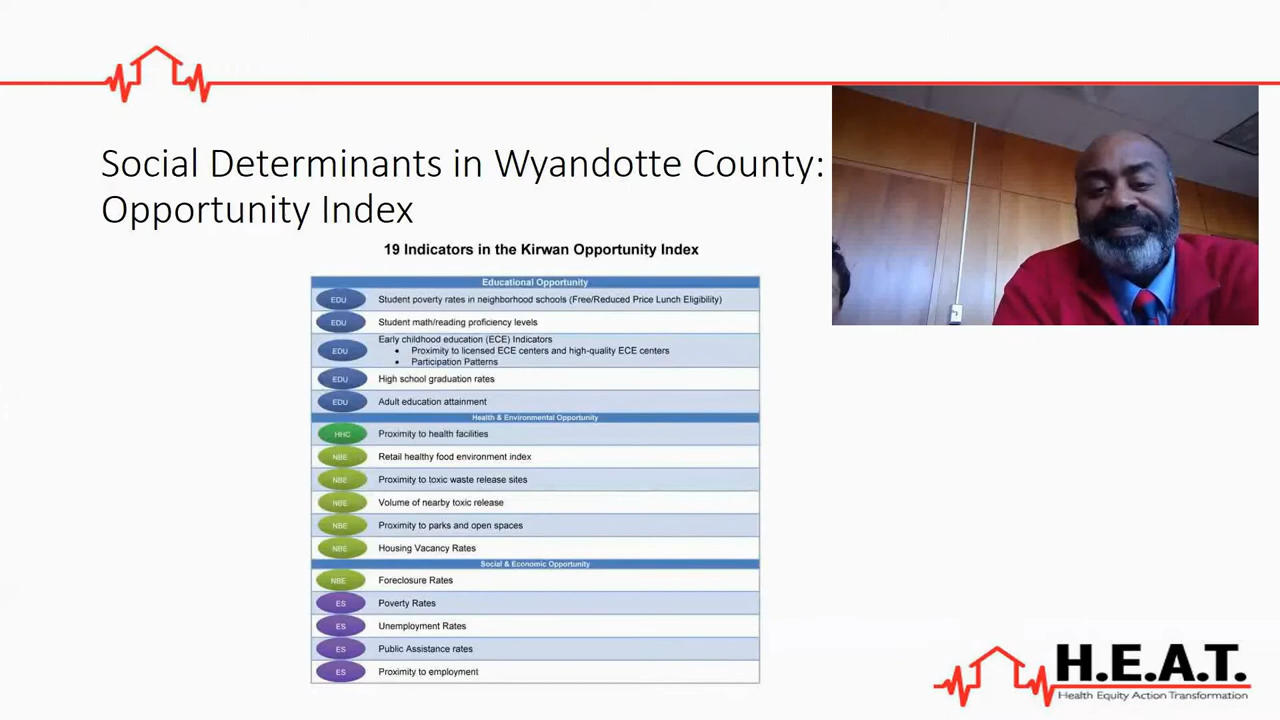 Social Determinants in Wyandotte County:
Opportunity Index
19 Indicators in the Kirwan Opportunity Index
Educational Opportunity
EDU Student poverty rates in neighborhood schools (Free/Reduced Price Lunch Eligibility)
EDU Student math/reading proficiency levels
Early childhood education (ECE) Indicators
EDU • Proximity to licensed ECE centers and high-quality ECE centers
• Participation Patterns
EDU High school graduation rates
EDU Adult education attainment
Health & Environmental Opportunity
HHC Proximity to health facilities
NBE Retail healthy food environment index
NBE Proximity to toxic waste release sites
NBE Volume of nearby toxic release
NBE Proximity to parks and open spaces
NBE Housing Vacancy Rates
Social & Economic Opportunity
NBE Foreclosure Rates
ES Poverty Rates
ES Unemployment Rates
ES Public Assistance rates
ES Proximity to employment
H.E.A.T.
Health Equity Action Transformation